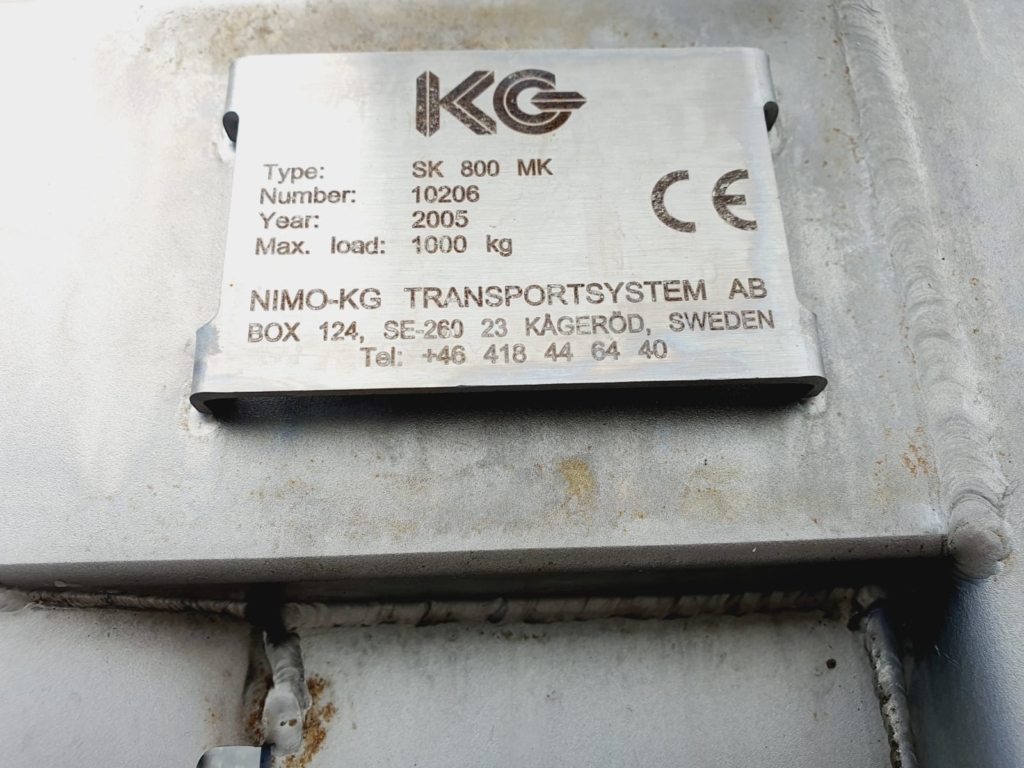 KG
Type: SK 800 MK
Number: 10206
Year: 2005
Max. load: 1000 kg
CE
NIMO-KG TRANSPORTSYSTEM AB
BOX 124, SE-260 23 KÅGERÖD, SWEDEN
Tel: +46 418 44 64 40